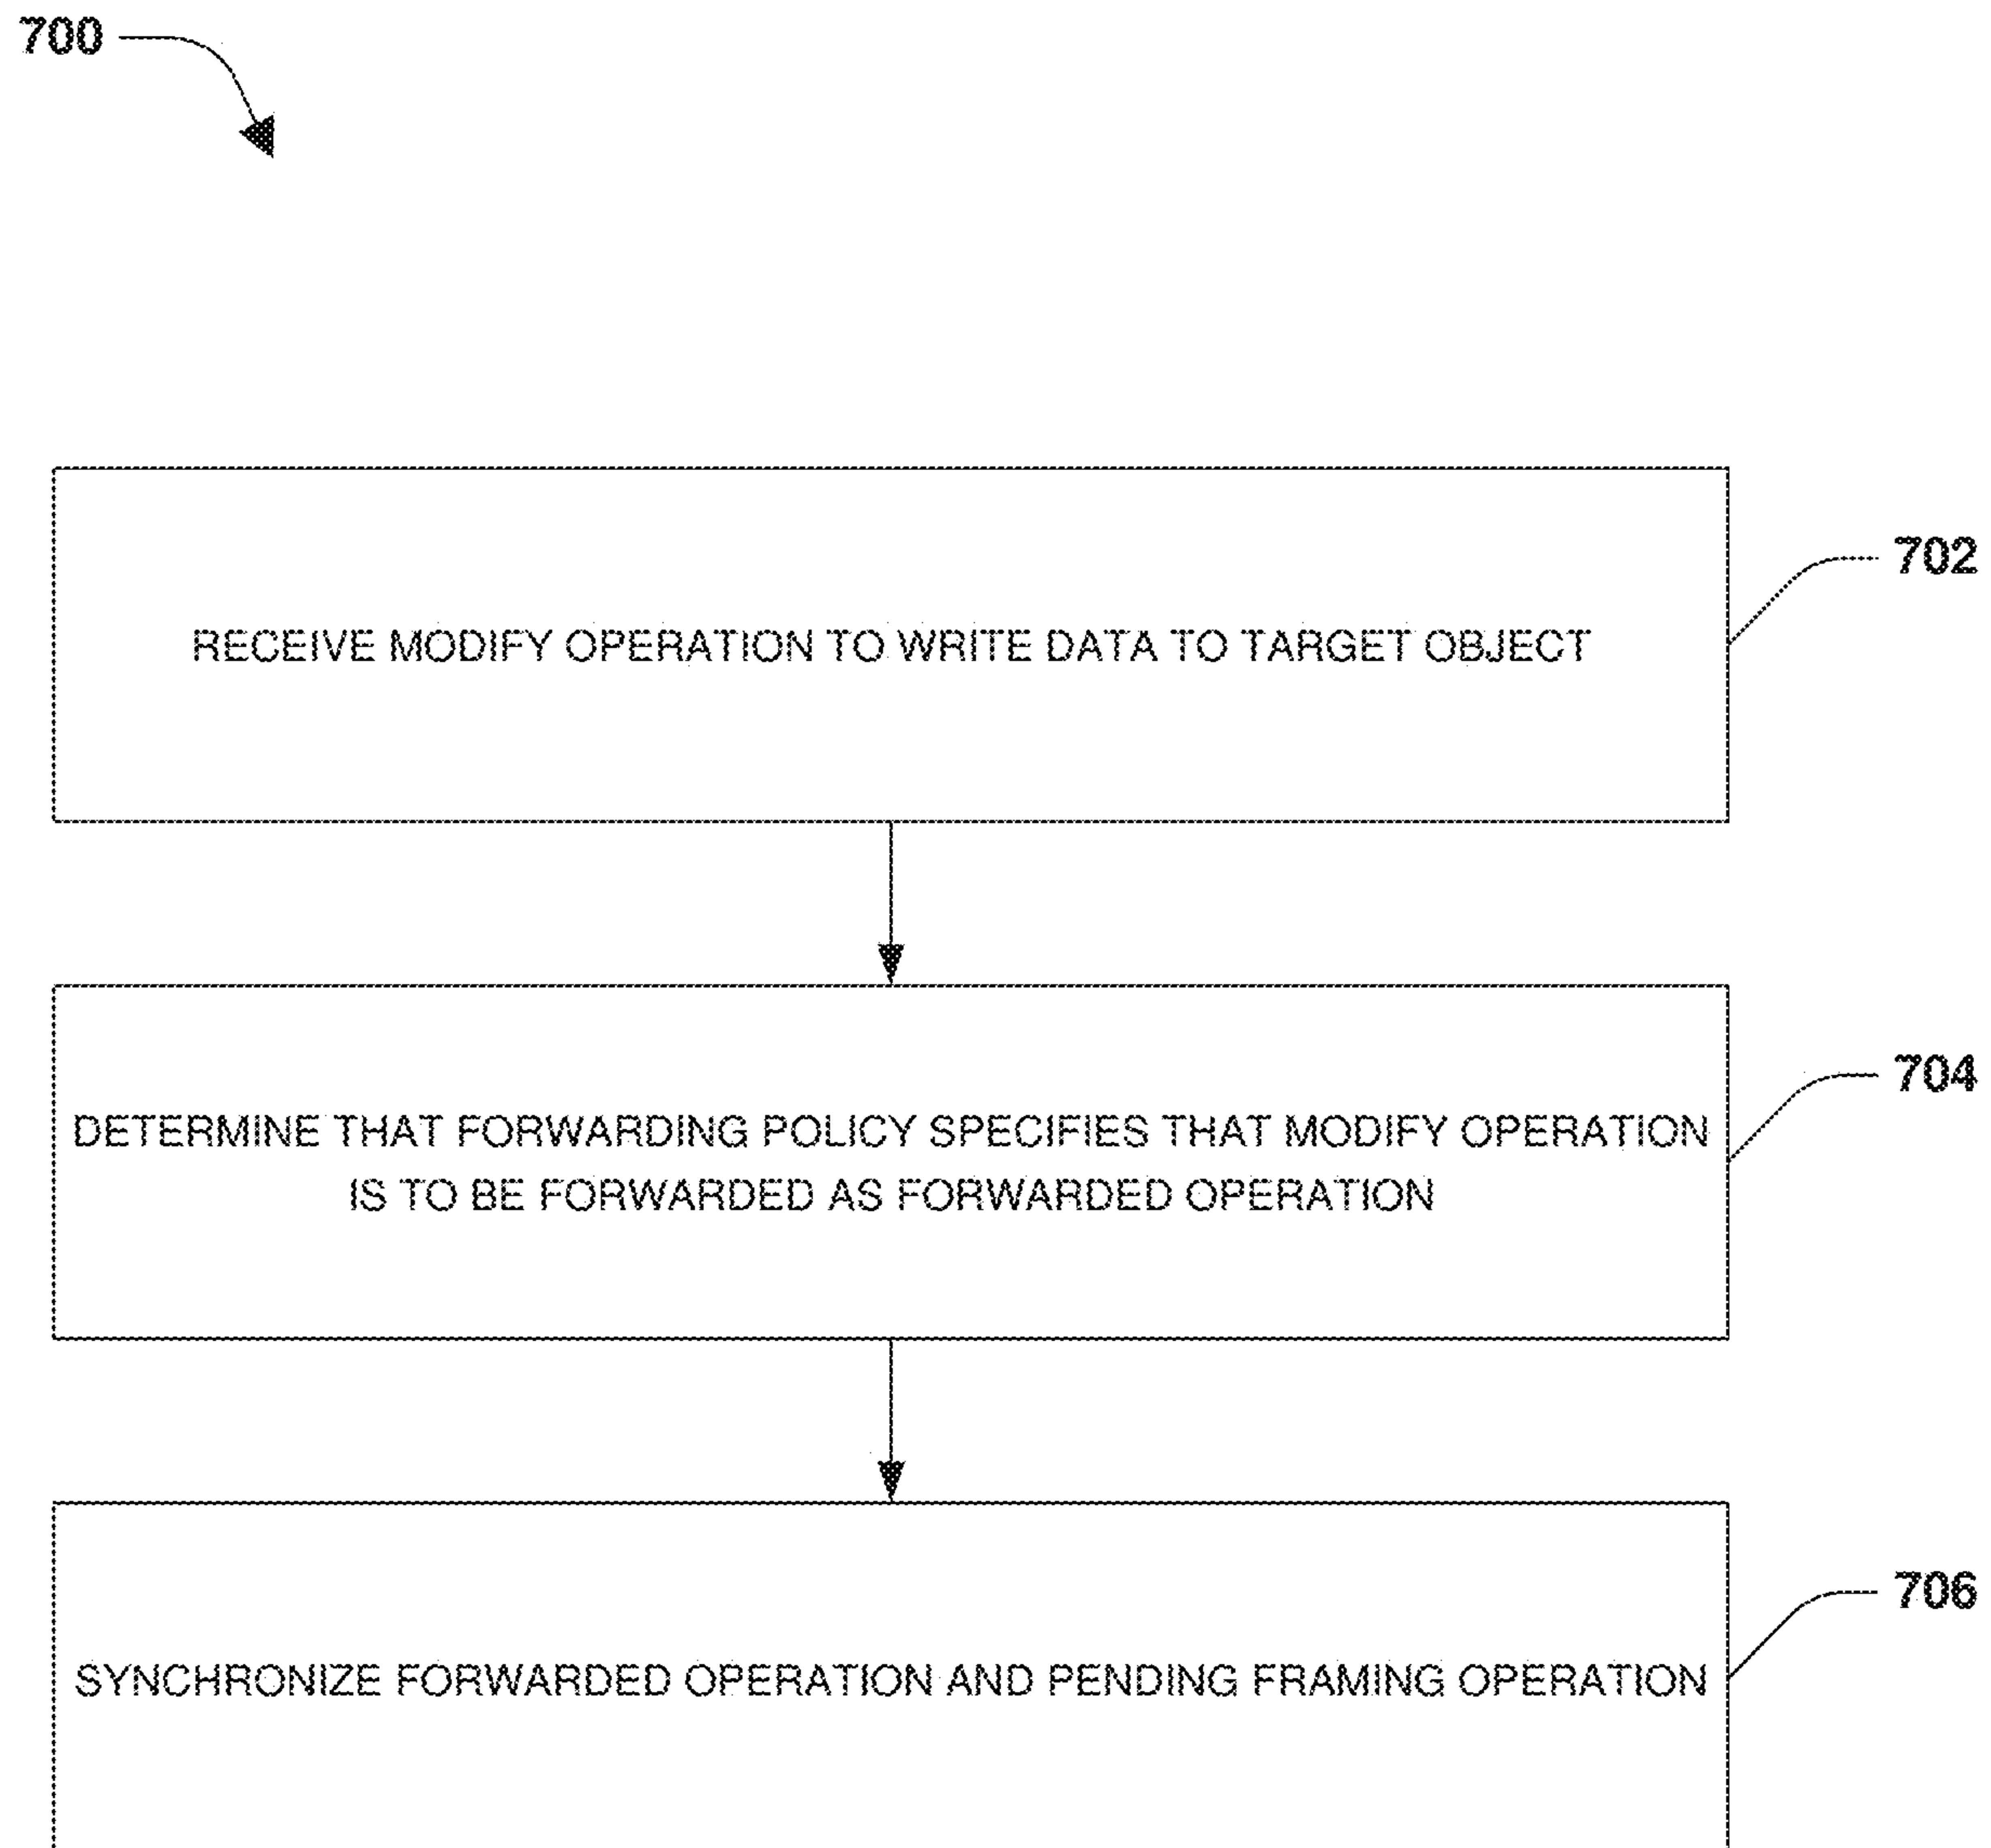 700
RECEIVE MODIFY OPERATION TO WRITE DATA TO TARGET OBJECT
702
DETERMINE THAT FORWARDING POLICY SPECIFIES THAT MODIFY OPERATION
IS TO BE FORWARDED AS FORWARDED OPERATION
704
SYNCHRONIZE FORWARDED OPERATION AND PENDING FRAMING OPERATION
706